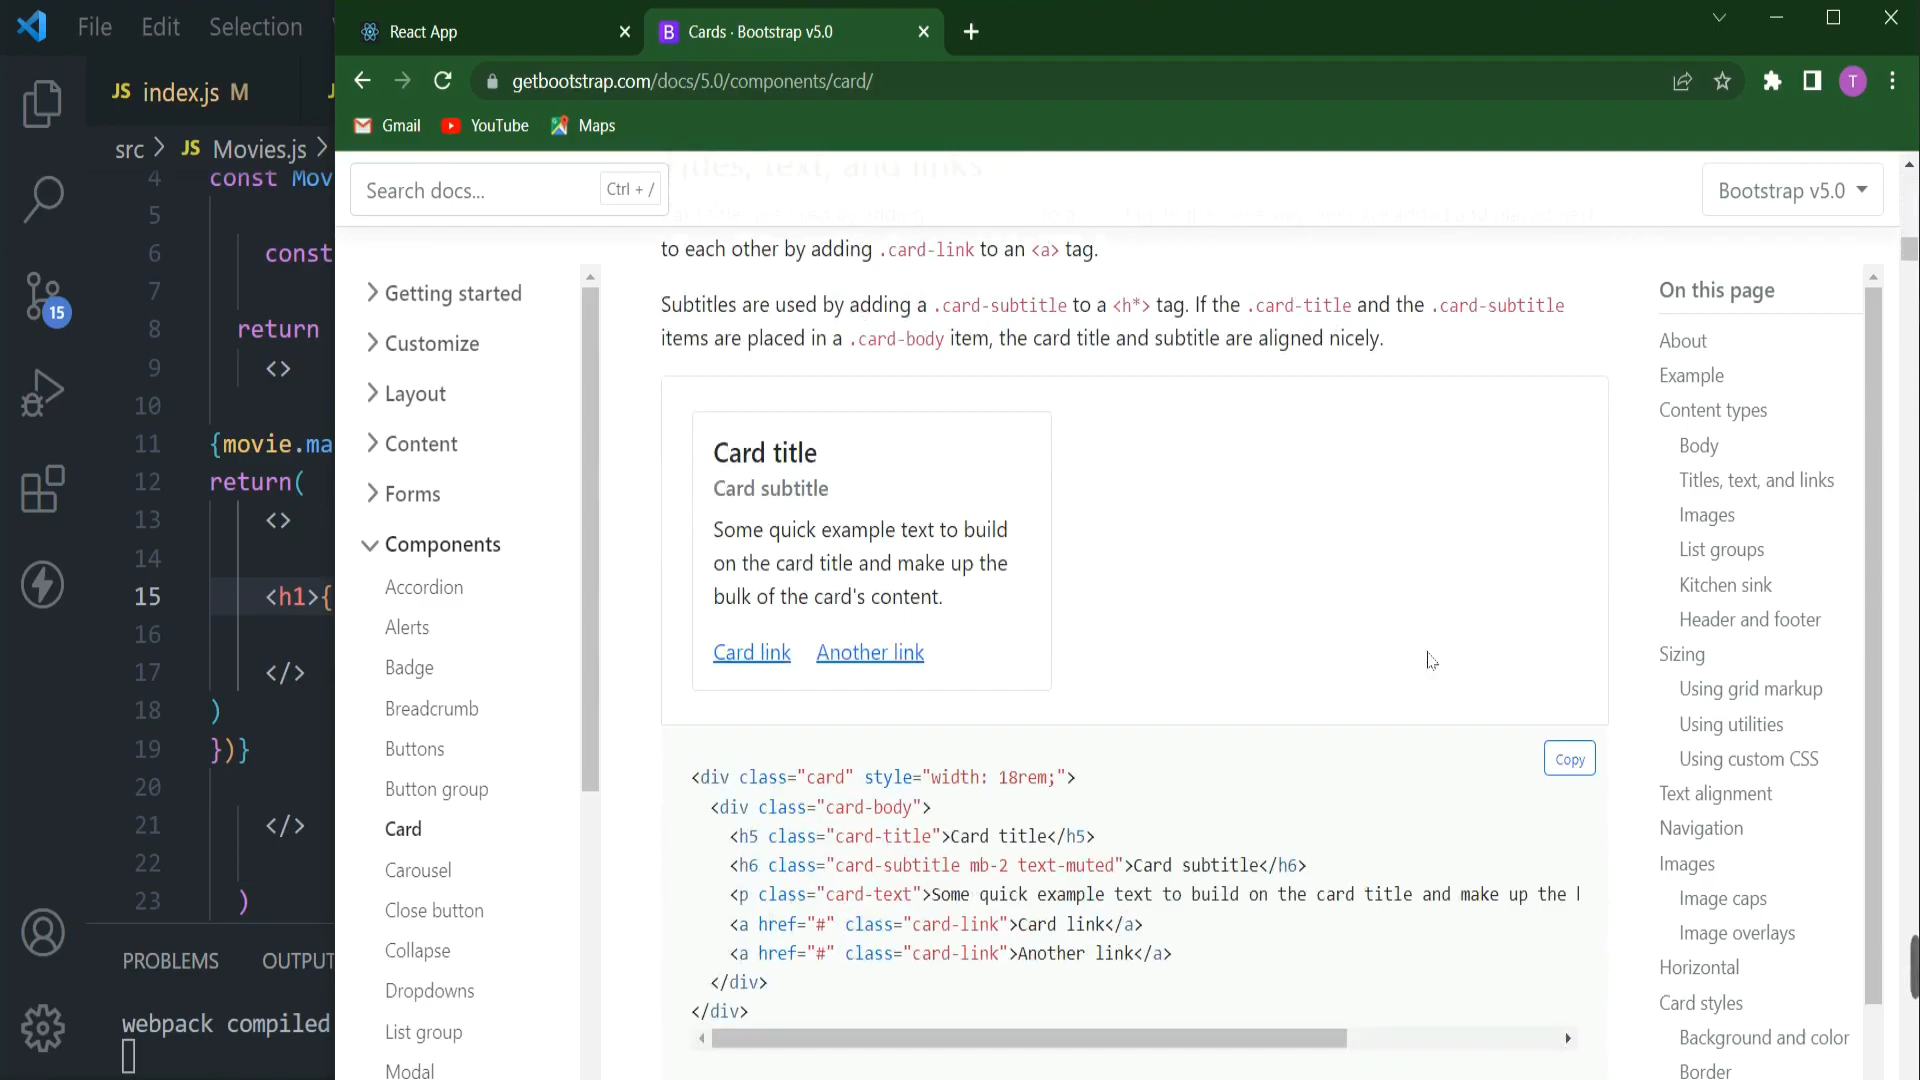 File Edit Selection
React App
Cards · Bootstrap v5.0
getbootstrap.com/docs/5.0/components/card/
T
Gmail YouTube Maps
JS index.js M
src > JS Movies.js >
4 const Mov
5
6 const
7
8 return
9 <>
10
11 {movie.ma
12 return(
13 <>
14
15 <h1>{
16
17 </>
18 )
19 })}
20
21 </>
22
23 )
15
PROBLEMS OUTPUT
webpack compiled
Search docs... Ctrl + /
Bootstrap v5.0
Getting started
Customize
Layout
Content
Forms
Components
Accordion
Alerts
Badge
Breadcrumb
Buttons
Button group
Card
Carousel
Close button
Collapse
Dropdowns
List group
Modal
text, and links
to each other by adding .card-link to an <a> tag.
Subtitles are used by adding a .card-subtitle to a <h*> tag. If the .card-title and the .card-subtitle
items are placed in a .card-body item, the card title and subtitle are aligned nicely.
Card title
Card subtitle
Some quick example text to build
on the card title and make up the
bulk of the card's content.
Card link Another link
Copy
<div class="card" style="width: 18rem;">
<div class="card-body">
<h5 class="card-title">Card title</h5>
<h6 class="card-subtitle mb-2 text-muted">Card subtitle</h6>
<p class="card-text">Some quick example text to build on the card title and make up the
<a href="#" class="card-link">Card link</a>
<a href="#" class="card-link">Another link</a>
</div>
</div>
On this page
About
Example
Content types
Body
Titles, text, and links
Images
List groups
Kitchen sink
Header and footer
Sizing
Using grid markup
Using utilities
Using custom CSS
Text alignment
Navigation
Images
Image caps
Image overlays
Horizontal
Card styles
Background and color
Border